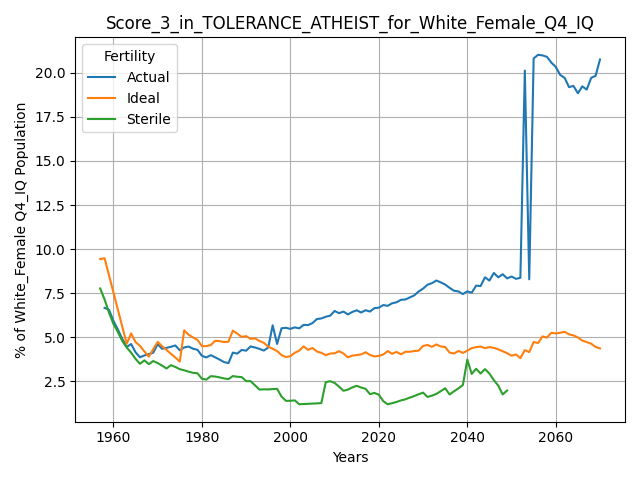 Score_3_in_TOLERANCE_ATHEIST_for_White_Female_Q4_IQ
Fertility
Actual
Ideal
Sterile
% of White_Female Q4_IQ Population
20.0
17.5
15.0
12.5
10.0
7.5
5.0
2.5
1960
1980
2000
2020
2040
2060
Years